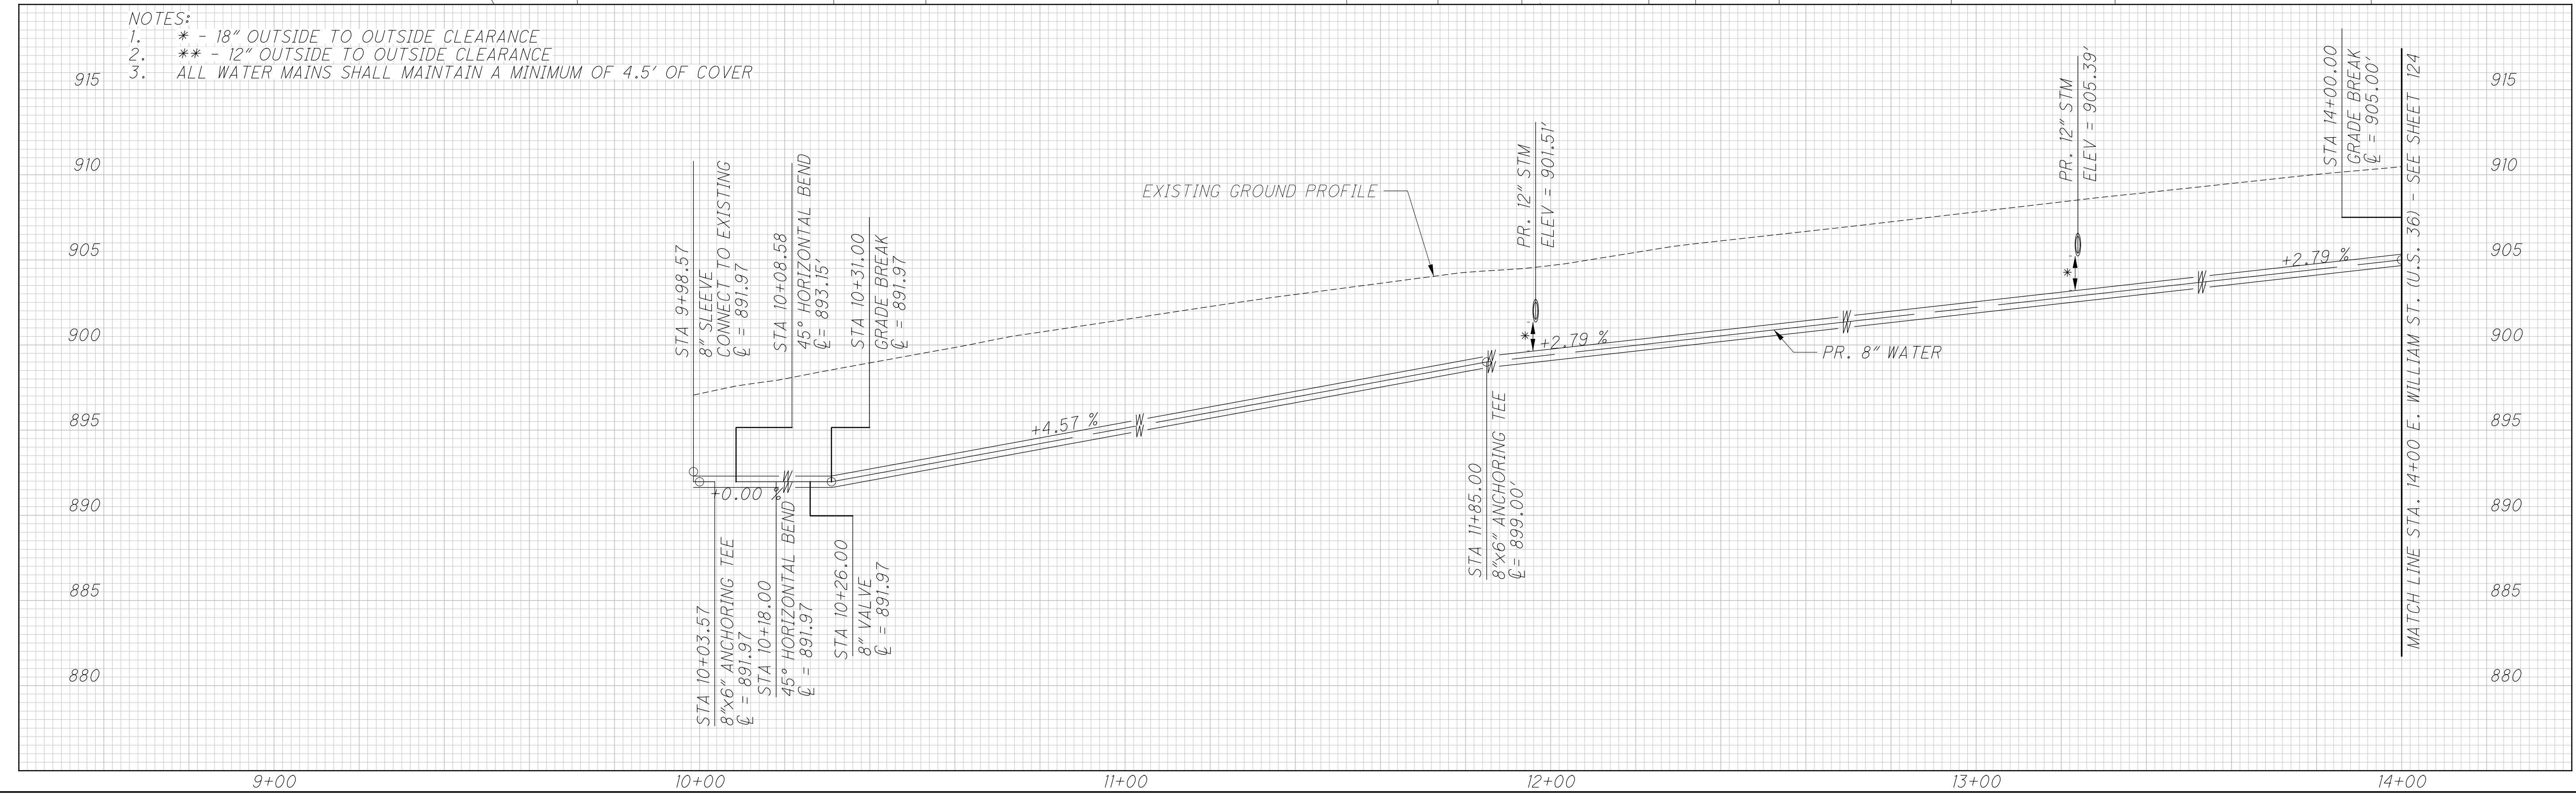 NOTES:
1. * - 18" OUTSIDE TO OUTSIDE CLEARANCE
2. ** - 12" OUTSIDE TO OUTSIDE CLEARANCE
3. ALL WATER MAINS SHALL MAINTAIN A MINIMUM OF 4.5' OF COVER
915
910
905
900
895
890
885
880
STA 9+98.57
8" SLEEVE
CONNECT TO EXISTING
℄ = 891.97
STA 10+08.58
45° HORIZONTAL BEND
℄ = 893.15'
STA 10+31.00
GRADE BREAK
℄ = 891.97
+0.00 %
STA 10+03.57
8"x6" ANCHORING TEE
℄ = 891.97
STA 10+18.00
45° HORIZONTAL BEND
℄ = 891.97
STA 10+26.00
8" VALVE
℄ = 891.97
+4.57 %
W
W
W
W
EXISTING GROUND PROFILE
STA 11+85.00
8"x6" ANCHORING TEE
℄ = 899.00'
W
W
PR. 12" STM
ELEV = 901.51'
*
+2.79 %
PR. 8" WATER
W
W
PR. 12" STM
ELEV = 905.39'
*
W
W
+2.79 %
STA 14+00.00
GRADE BREAK
℄ = 905.00'
MATCH LINE STA. 14+00 E. WILLIAM ST. (U.S. 36) - SEE SHEET 124
915
910
905
900
895
890
885
880
9+00
10+00
11+00
12+00
13+00
14+00